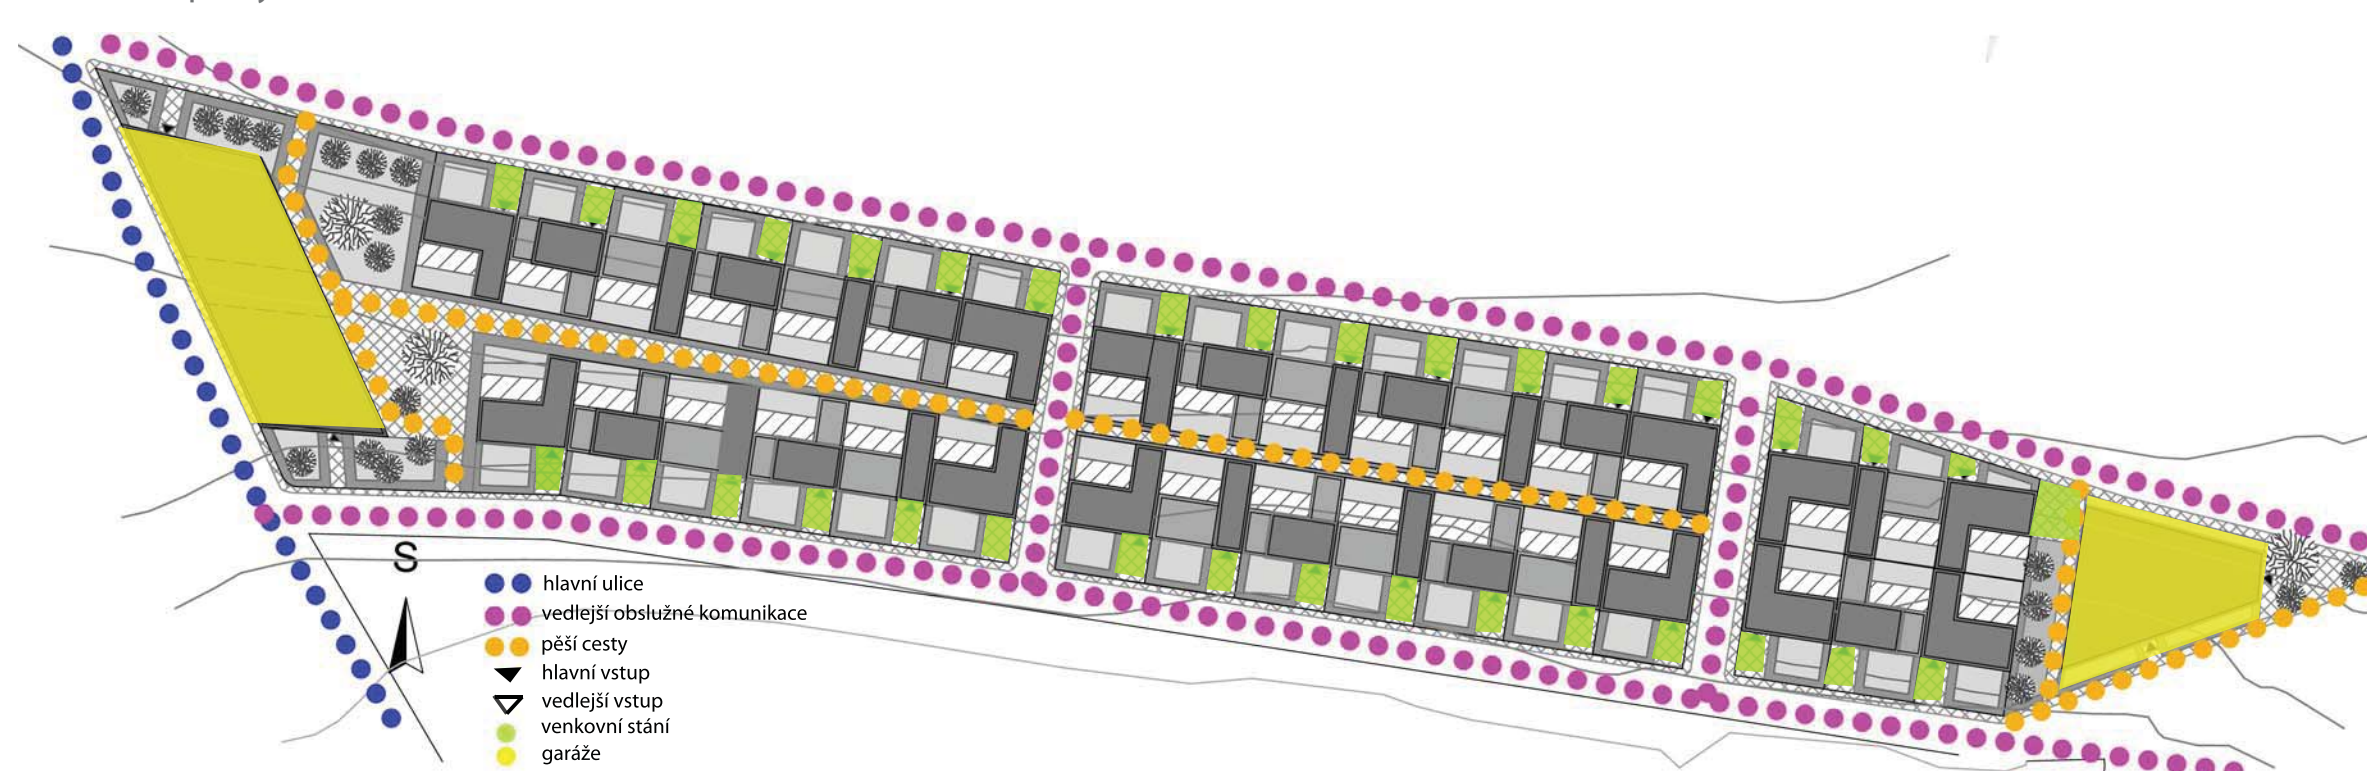 S
hlavní ulice
vedlejší obslužné komunikace
pěší cesty
hlavní vstup
vedlejší vstup
venkovní stání
garáže